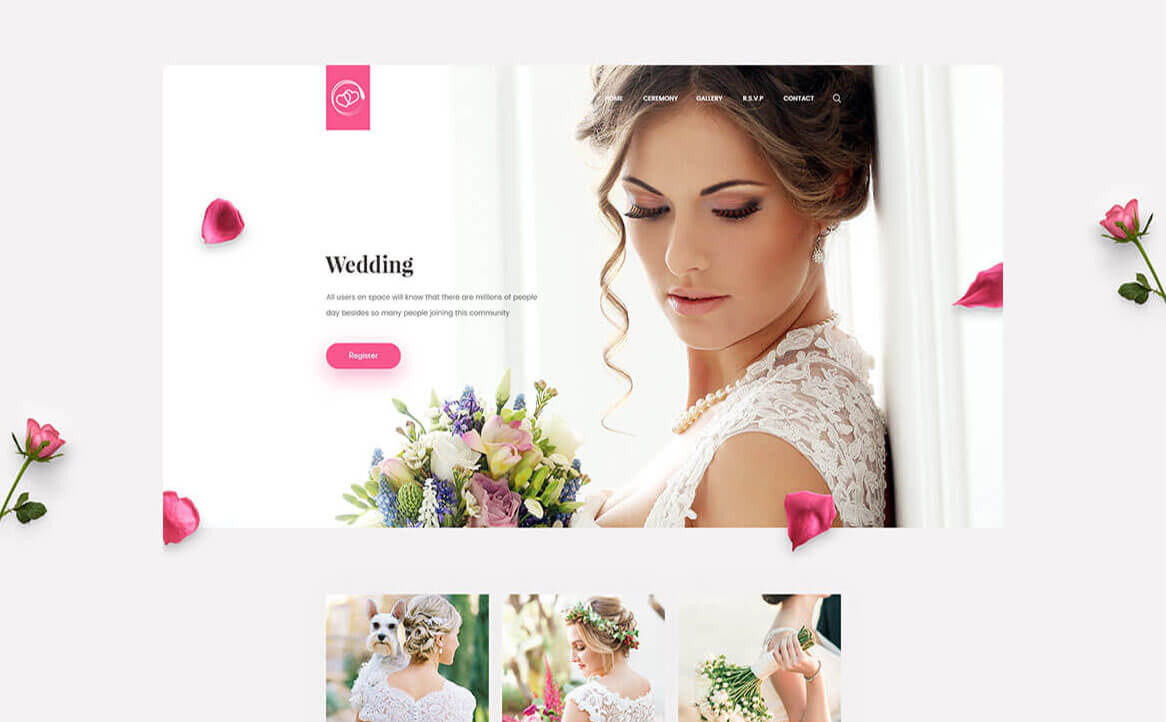 HOME CEREMONY GALLERY R.S.V.P CONTACT
Wedding
All users on space will know that there are millions of people
day besides so many people joining this community
Register